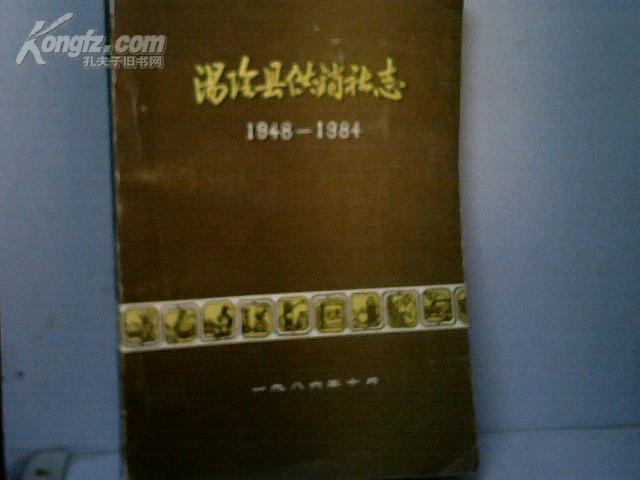 Kongfz.com
孔夫子旧书网
汤阴县供销社志
1948-1984
一九八六年十月